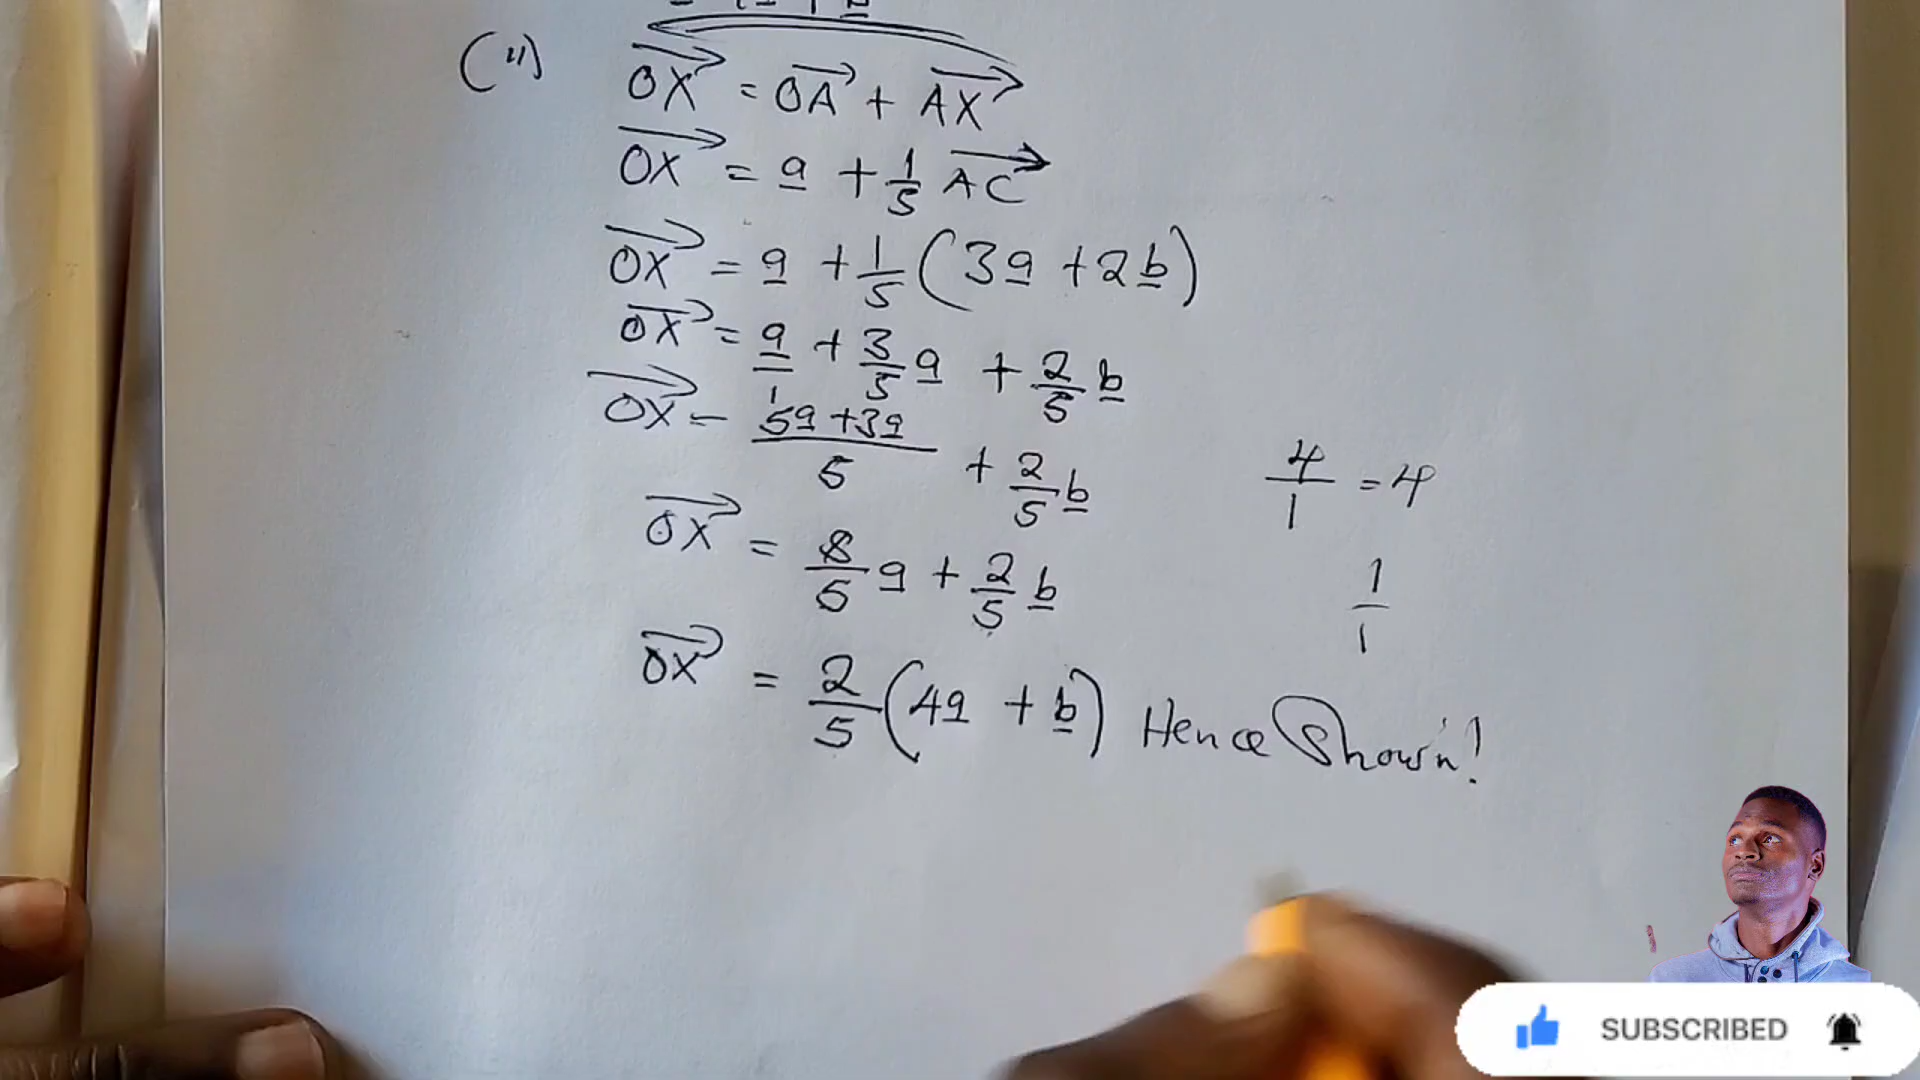 (ii) OX = OA + AX
OX = a + 1/5 AC
OX = a + 1/5 (3a + 2b)
OX = a/1 + 3/5 a + 2/5 b
OX = 5a + 3a / 5 + 2/5 b
4/1 = 4
OX = 8/5 a + 2/5 b
1/1
OX = 2/5 (4a + b) Hence Shown!
SUBSCRIBED